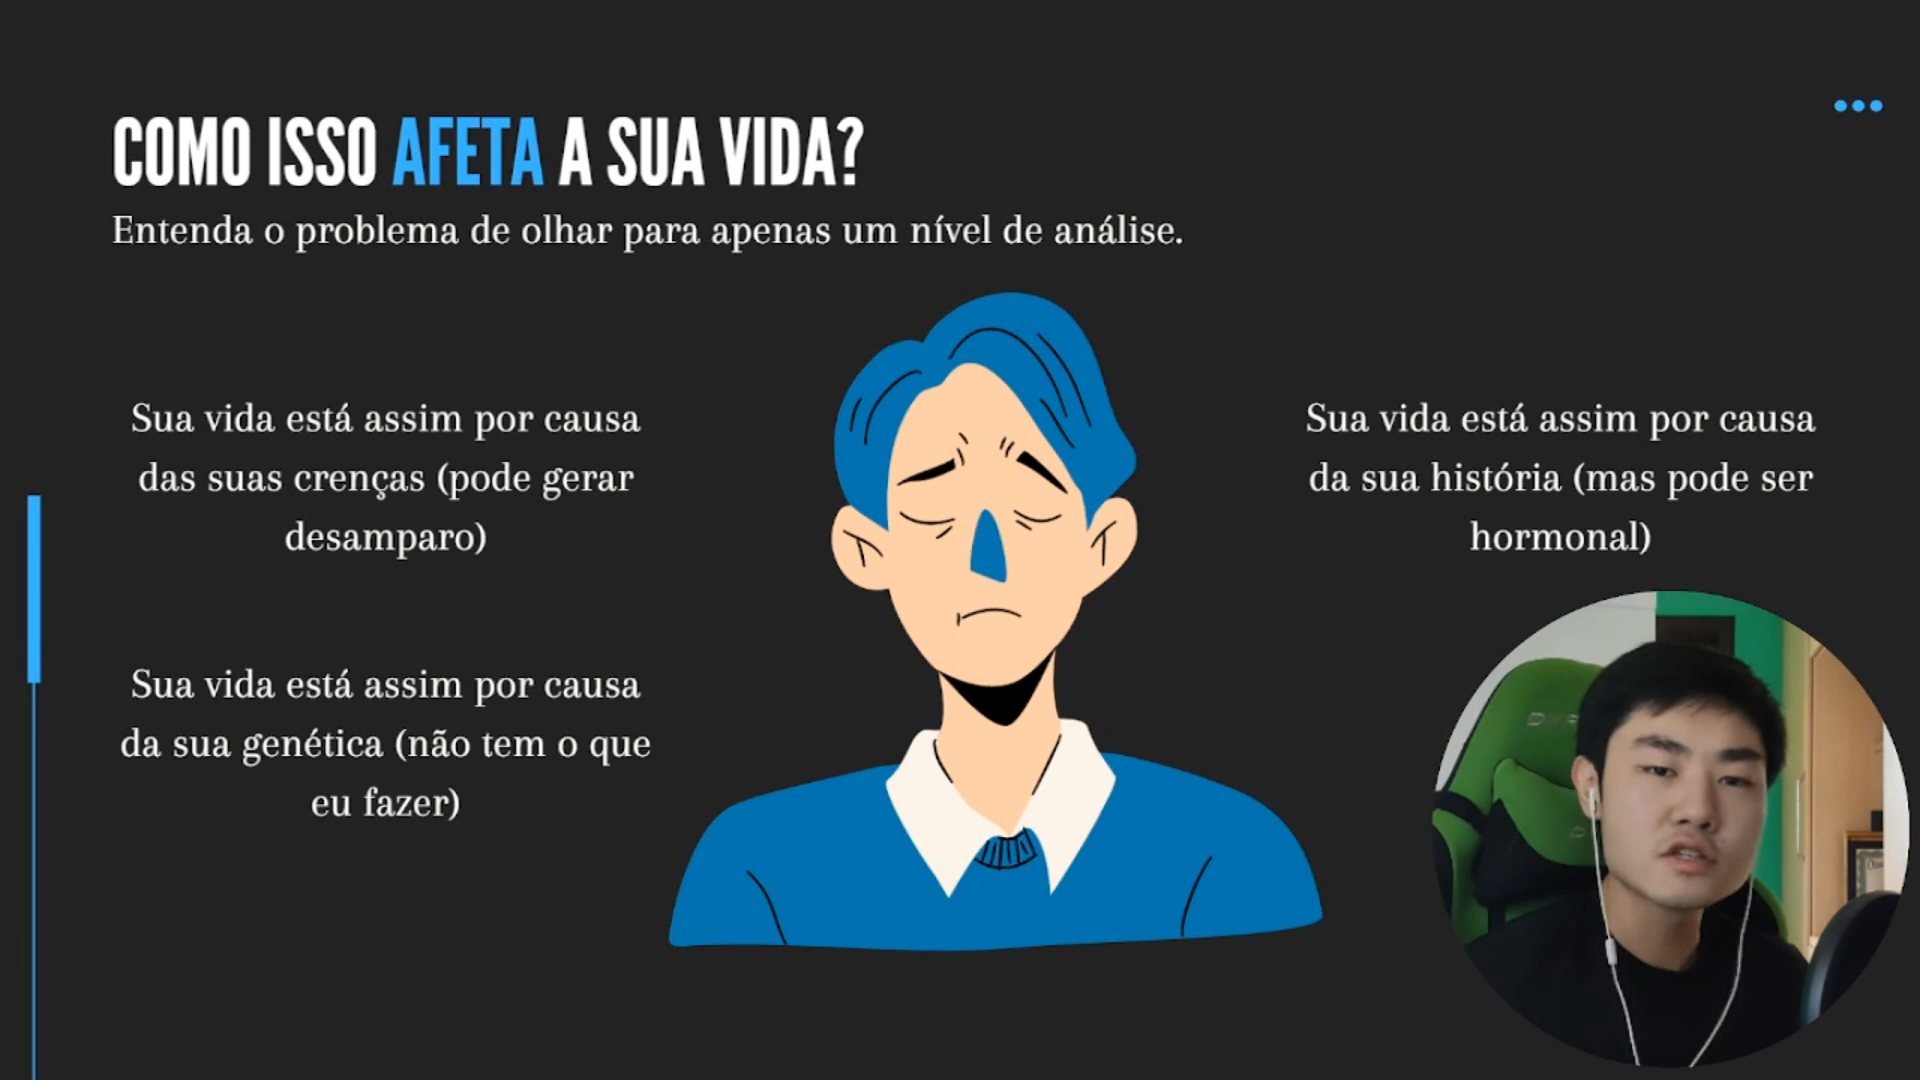 COMO ISSO AFETA A SUA VIDA?
Entenda o problema de olhar para apenas um nível de análise.
Sua vida está assim por causa
das suas crenças (pode gerar
desamparo)
Sua vida está assim por causa
da sua genética (não tem o que
eu fazer)
Sua vida está assim por causa
da sua história (mas pode ser
hormonal)